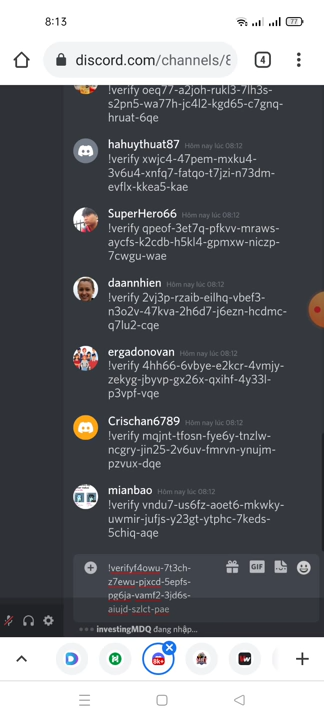 8:13
77
discord.com/channels/8
4
!verify oeq77-a2joh-rukl3-7lh3s-
s2pn5-wa77h-jc4l2-kgd65-c7gnq-
hruat-6qe
hahuythuat87 Hôm nay lúc 08:12
!verify xwjc4-47pem-mxku4-
3v6u4-xnfq7-fatqo-t7jzi-n73dm-
evflx-kkea5-kae
SuperHero66 Hôm nay lúc 08:12
!verify qpeof-3et7q-pfkvv-mraws-
aycfs-k2cdb-h5kl4-gpmxw-niczp-
7cwgu-wae
daannhien Hôm nay lúc 08:12
!verify 2vj3p-rzaib-eilhq-vbef3-
n3o2v-47kva-2h6d7-j6ezn-hcdmc-
q7lu2-cqe
ergadonovan Hôm nay lúc 08:12
!verify 4hh66-6vbye-e2kcr-4vmjy-
zekyg-jbyvp-gx26x-qxihf-4y33l-
p3vpf-vqe
Crischan6789 Hôm nay lúc 08:12
!verify mqjnt-tfosn-fye6y-tnzlw-
ncgry-jin25-2v6uv-fmrvn-ynujm-
pzvux-dqe
mianbao Hôm nay lúc 08:12
!verify vndu7-us6fz-aoet6-mkwky-
uwmir-jufjs-y23gt-ytphc-7keds-
5chiq-aqe
!verifyf4owu-7t3ch-
z7ewu-pjxcd-5epfs-
pg6ja-vamf2-3jd6s-
aiujd-szlct-pae
GIF
investingMDQ đang nhập...
8k+